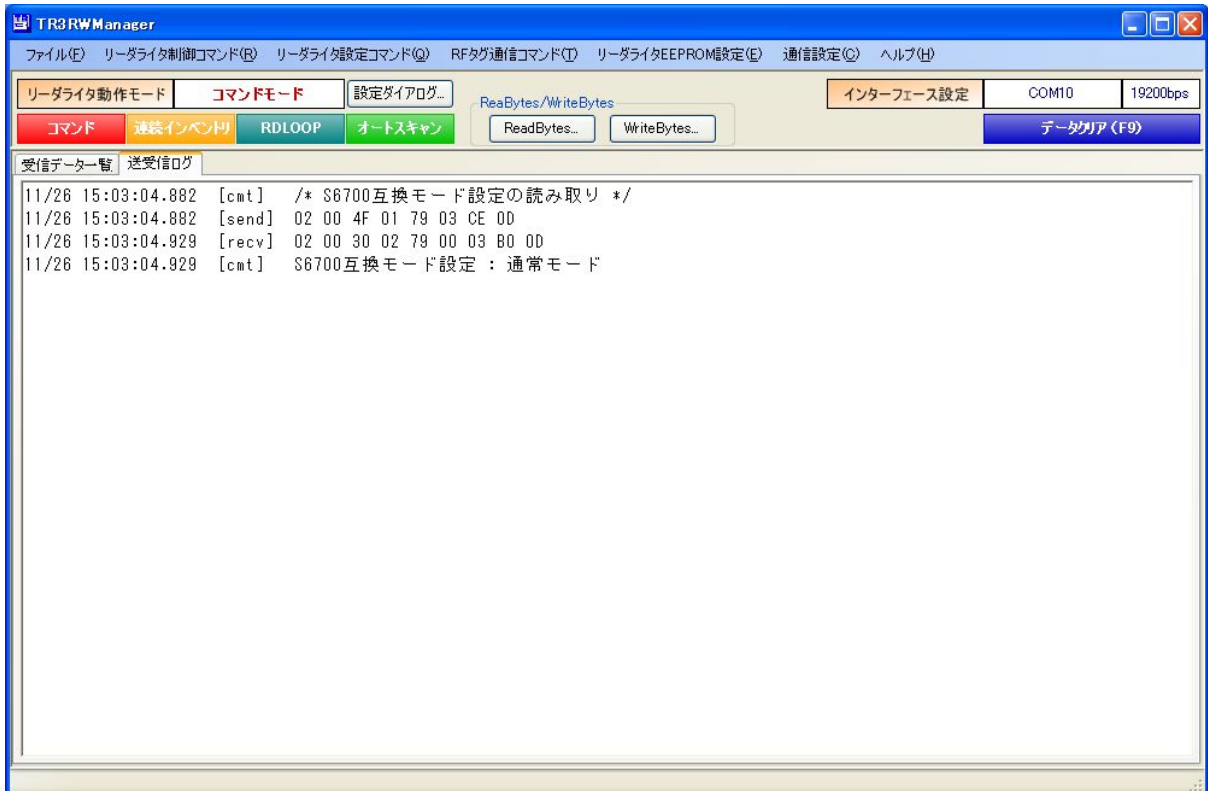 TR3RWManager
ファイル(F) リーダライタ制御コマンド(R) リーダライタ設定コマンド(Q) RFタグ通信コマンド(T) リーダライタEEPROM設定(E) 通信設定(C) ヘルプ(H)
リーダライタ動作モード コマンドモード 設定ダイアログ... ReaBytes/WriteBytes インターフェース設定 COM10 19200bps
コマンド 連続インベントリ RDLOOP オートスキャン ReadBytes... WriteBytes... データクリア(F9)
受信データ一覧 送受信ログ
11/26 15:03:04.882 [cmt] /* S6700互換モード設定の読み取り */
11/26 15:03:04.882 [send] 02 00 4F 01 79 03 CE 0D
11/26 15:03:04.929 [recv] 02 00 30 02 79 00 03 B0 0D
11/26 15:03:04.929 [cmt] S6700互換モード設定 : 通常モード